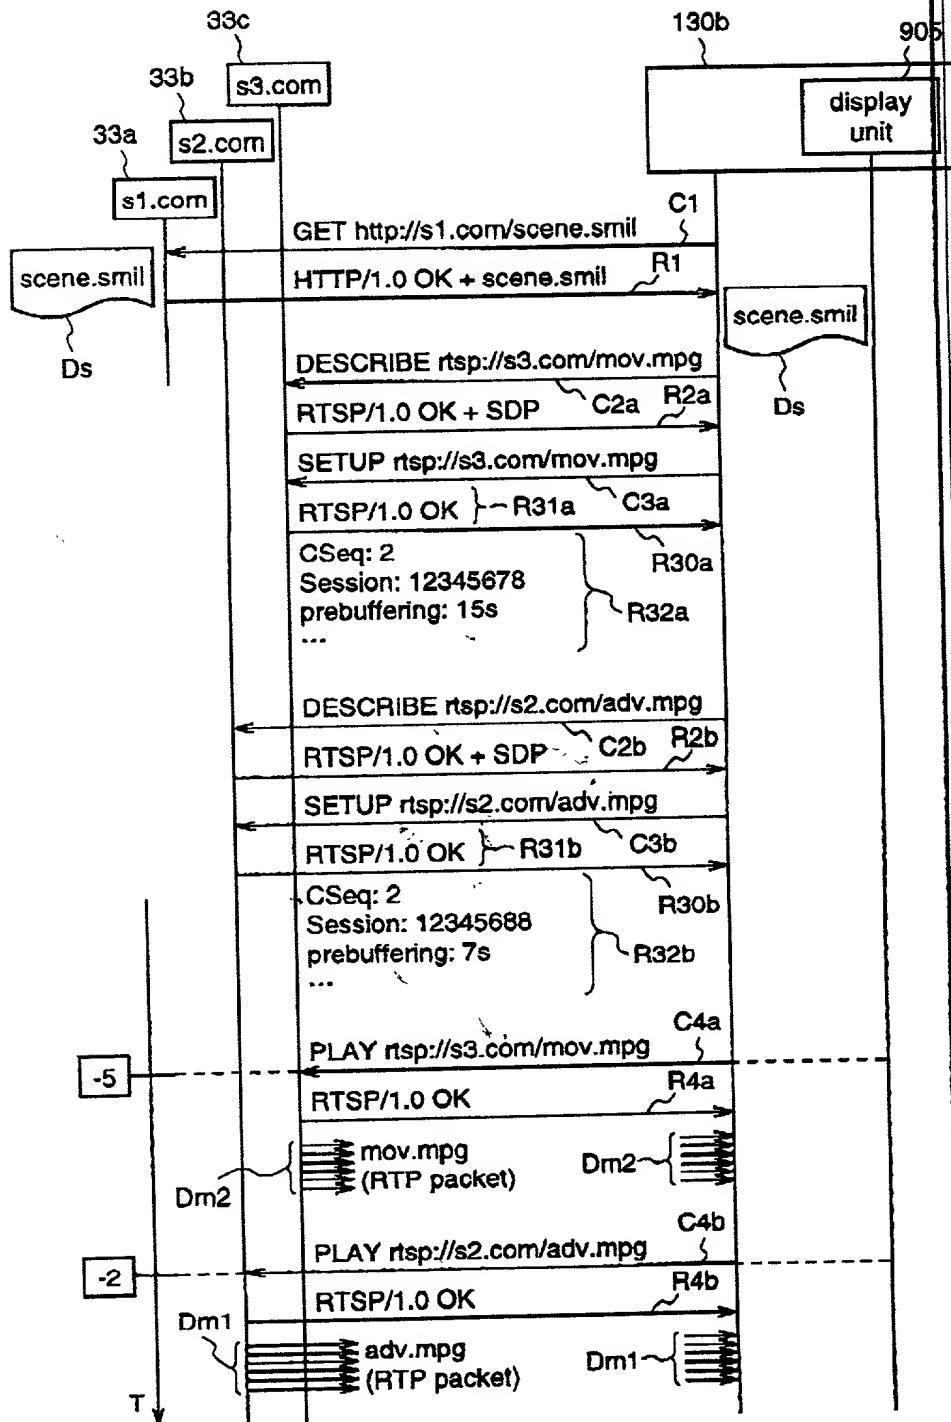 33c
130b
905
s3.com
display
unit
33b
s2.com
33a
s1.com
C1
GET http://s1.com/scene.smil
scene.smil
R1
HTTP/1.0 OK + scene.smil
scene.smil
Ds
Ds
DESCRIBE rtsp://s3.com/mov.mpg
C2a
R2a
RTSP/1.0 OK + SDP
SETUP rtsp://s3.com/mov.mpg
C3a
RTSP/1.0 OK
R31a
R30a
CSeq: 2
Session: 12345678
prebuffering: 15s
...
R32a
DESCRIBE rtsp://s2.com/adv.mpg
C2b
R2b
RTSP/1.0 OK + SDP
SETUP rtsp://s2.com/adv.mpg
C3b
RTSP/1.0 OK
R31b
R30b
CSeq: 2
Session: 12345688
prebuffering: 7s
...
R32b
C4a
PLAY rtsp://s3.com/mov.mpg
-5
R4a
RTSP/1.0 OK
mov.mpg
(RTP packet)
Dm2
Dm2
C4b
PLAY rtsp://s2.com/adv.mpg
-2
R4b
RTSP/1.0 OK
Dm1
adv.mpg
(RTP packet)
Dm1
T